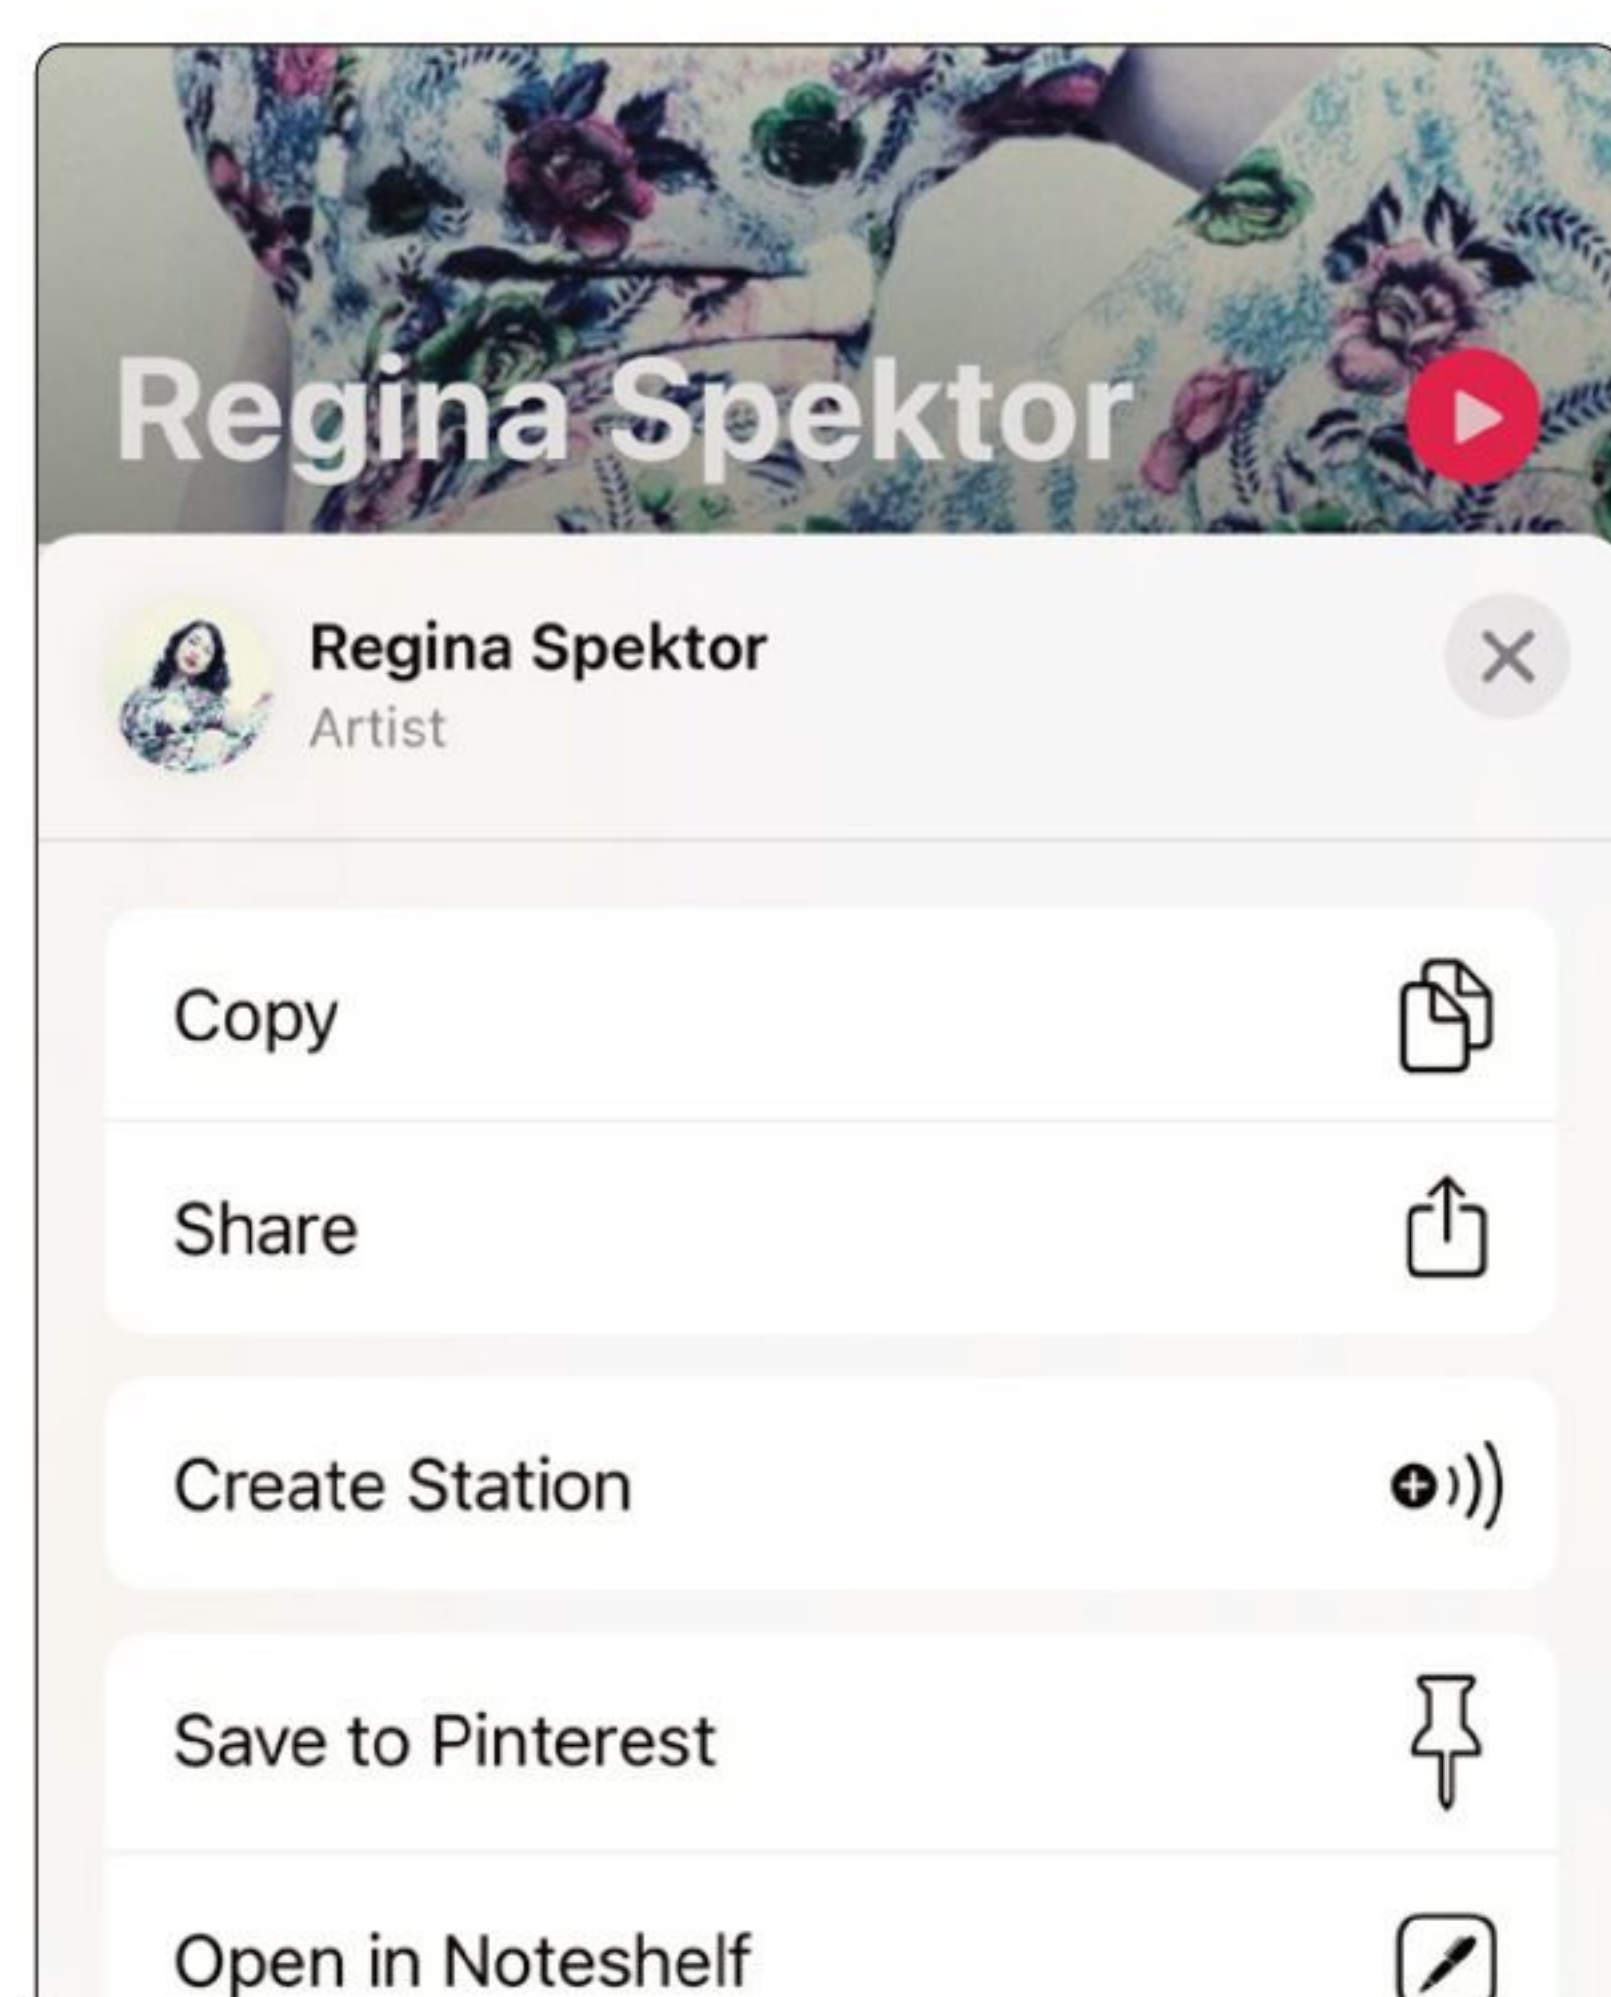 Regina Spektor
Regina Spektor
Artist
Copy
Share
Create Station
Save to Pinterest
Open in Noteshelf